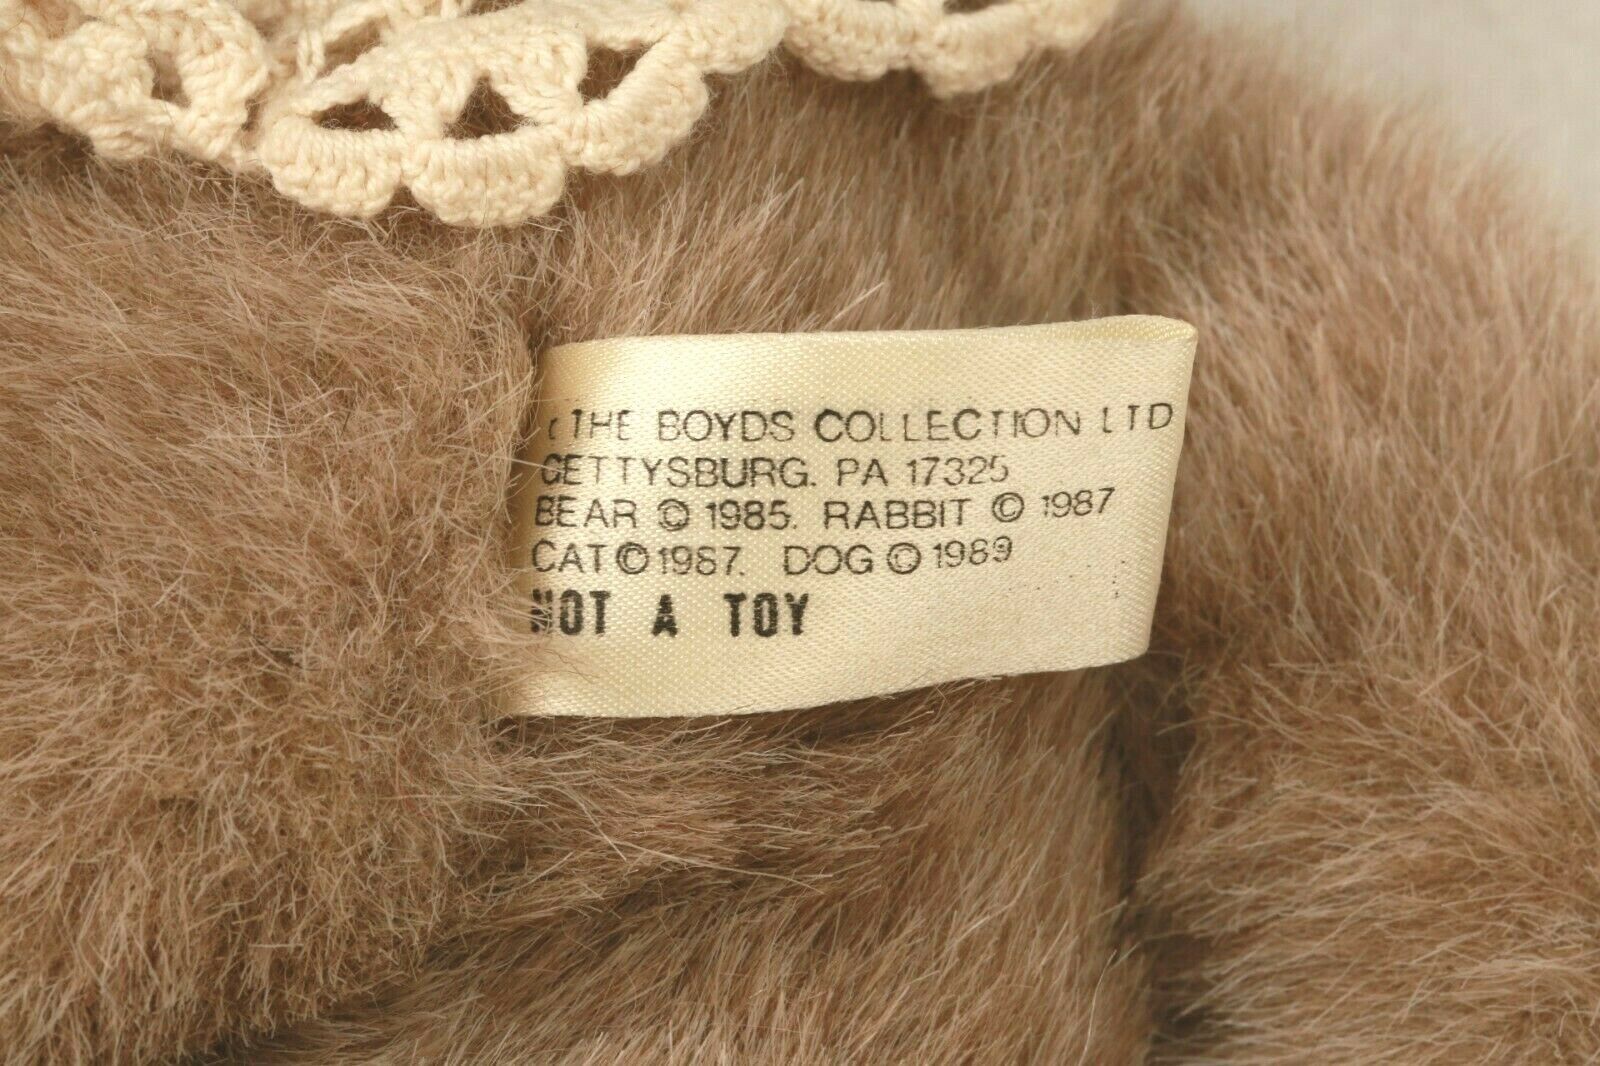 THE BOYDS COLLECTION LTD
GETTYSBURG. PA 17325
BEAR © 1985. RABBIT © 1987
CAT © 1987. DOG © 1989
NOT A TOY